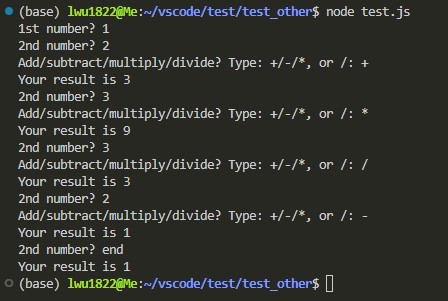 (base) lwu1822@Me:~/vscode/test/test_other$ node test.js
1st number? 1
2nd number? 2
Add/subtract/multiply/divide? Type: +/-/*, or /: +
Your result is 3
2nd number? 3
Add/subtract/multiply/divide? Type: +/-/*, or /: *
Your result is 9
2nd number? 3
Add/subtract/multiply/divide? Type: +/-/*, or /: /
Your result is 3
2nd number? 2
Add/subtract/multiply/divide? Type: +/-/*, or /: -
Your result is 1
2nd number? end
Your result is 1
(base) lwu1822@Me:~/vscode/test/test_other$